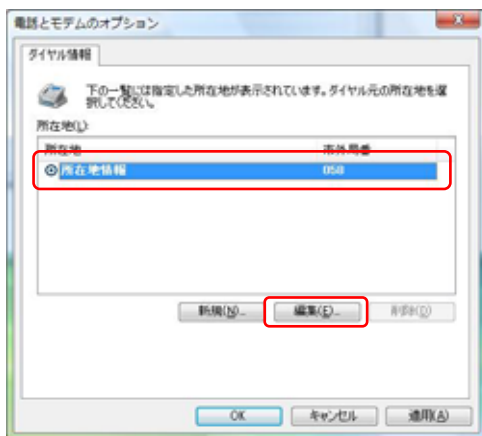 電話とモデムのオプション
ダイヤル情報
下の一覧には指定した所在地が表示されています。ダイヤル元の所在地を選
択してください。
所在地(L):
所在地 市外局番
所在地情報 050
新規(N)... 編集(E)... 削除(D)
OK キャンセル 適用(A)